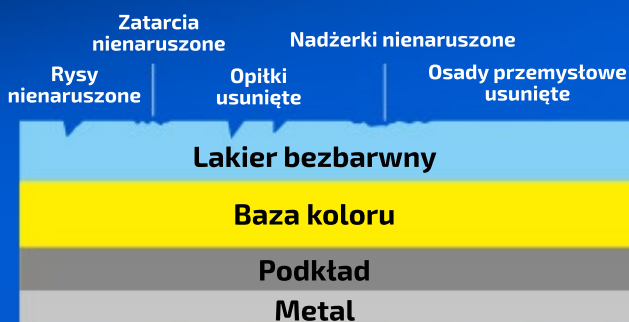 Zatarcia
nienaruszone
Nadżerki nienaruszone
Rysy
nienaruszone
Opiłki
usunięte
Osady przemysłowe
usunięte
Lakier bezbarwny
Baza koloru
Podkład
Metal